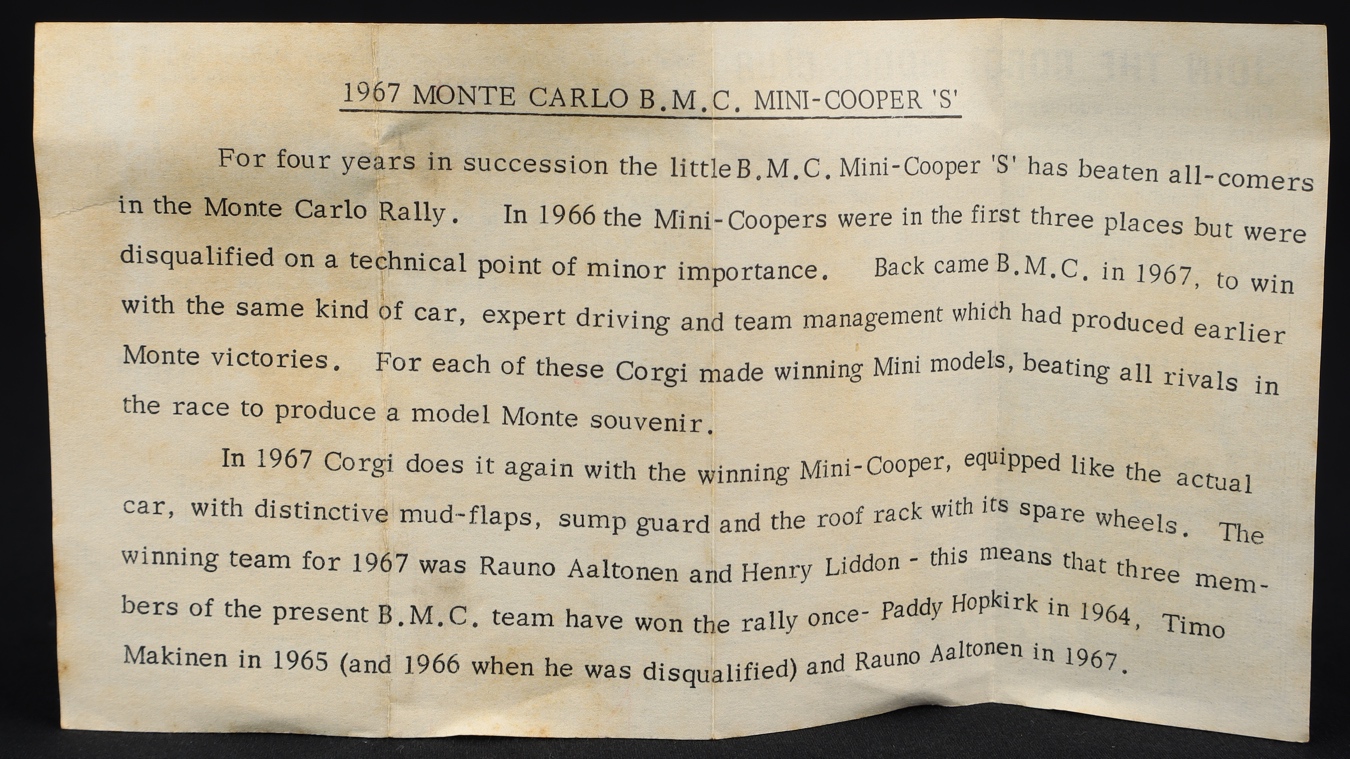 1967 MONTE CARLO B.M.C. MINI-COOPER 'S'
For four years in succession the little B.M.C. Mini-Cooper 'S' has beaten all-comers
in the Monte Carlo Rally. In 1966 the Mini-Coopers were in the first three places but were
disqualified on a technical point of minor importance. Back came B.M.C. in 1967, to win
with the same kind of car, expert driving and team management which had produced earlier
Monte victories. For each of these Corgi made winning Mini models, beating all rivals in
the race to produce a model Monte souvenir.
In 1967 Corgi does it again with the winning Mini-Cooper, equipped like the actual
car, with distinctive mud-flaps, sump guard and the roof rack with its spare wheels. The
winning team for 1967 was Rauno Aaltonen and Henry Liddon - this means that three mem-
bers of the present B.M.C. team have won the rally once- Paddy Hopkirk in 1964, Timo
Makinen in 1965 (and 1966 when he was disqualified) and Rauno Aaltonen in 1967.